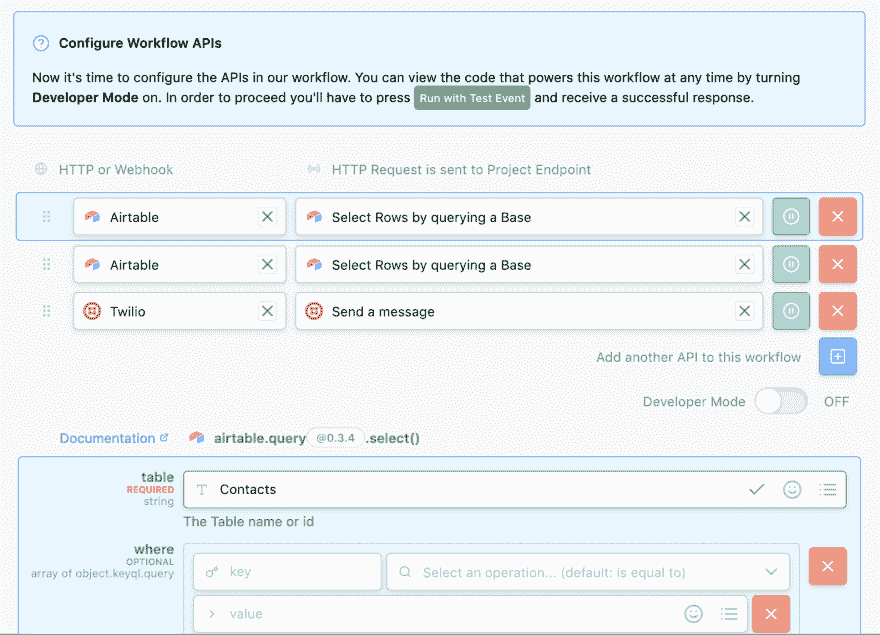 Configure Workflow APIs
Now it's time to configure the APIs in our workflow. You can view the code that powers this workflow at any time by turning
Developer Mode on. In order to proceed you'll have to press Run with Test Event and receive a successful response.
HTTP or Webhook HTTP Request is sent to Project Endpoint
Airtable Select Rows by querying a Base
Airtable Select Rows by querying a Base
Twilio Send a message
Add another API to this workflow
Developer Mode OFF
Documentation airtable.query @0.3.4 .select()
table
REQUIRED
string
Contacts
The Table name or id
where
OPTIONAL
array of object.keyql.query
key Select an operation... (default: is equal to)
value